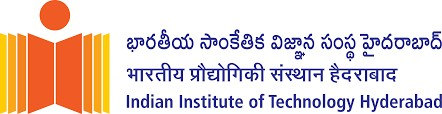 భారతీయ సాంకేతిక విజ్ఞాన సంస్థ హైదరాబాద్
भारतीय प्रौद्योगिकी संस्थान हैदराबाद
Indian Institute of Technology Hyderabad